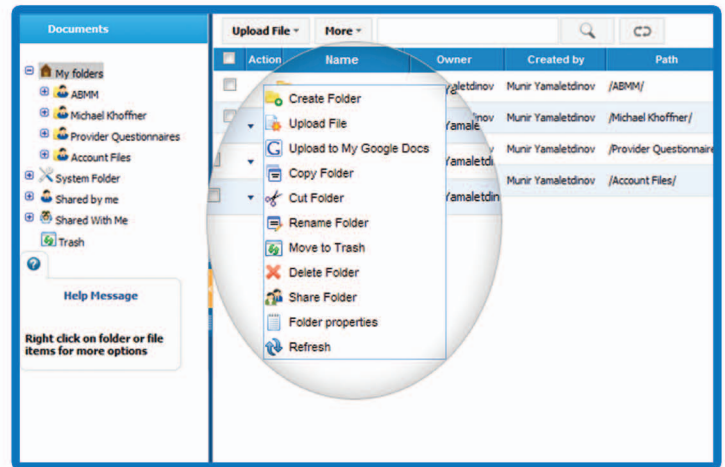 Documents
Upload File
More
My folders
ABMM
Michael Khoffner
Provider Questionnaires
Account Files
System Folder
Shared by me
Shared With Me
Trash
Help Message
Right click on folder or file
items for more options
Action Name Owner Created by Path
Munir Yamaletdinov /ABMM/
Munir Yamaletdinov /Michael Khoffner/
Munir Yamaletdinov /Provider Questionnaire
Munir Yamaletdinov /Account Files/
Create Folder
Upload File
Upload to My Google Docs
Copy Folder
Cut Folder
Rename Folder
Move to Trash
Delete Folder
Share Folder
Folder properties
Refresh